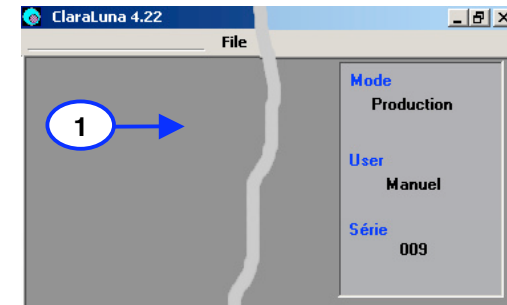 ClaraLuna 4.22
File
Mode
Production
1
User
Manuel
Série
009